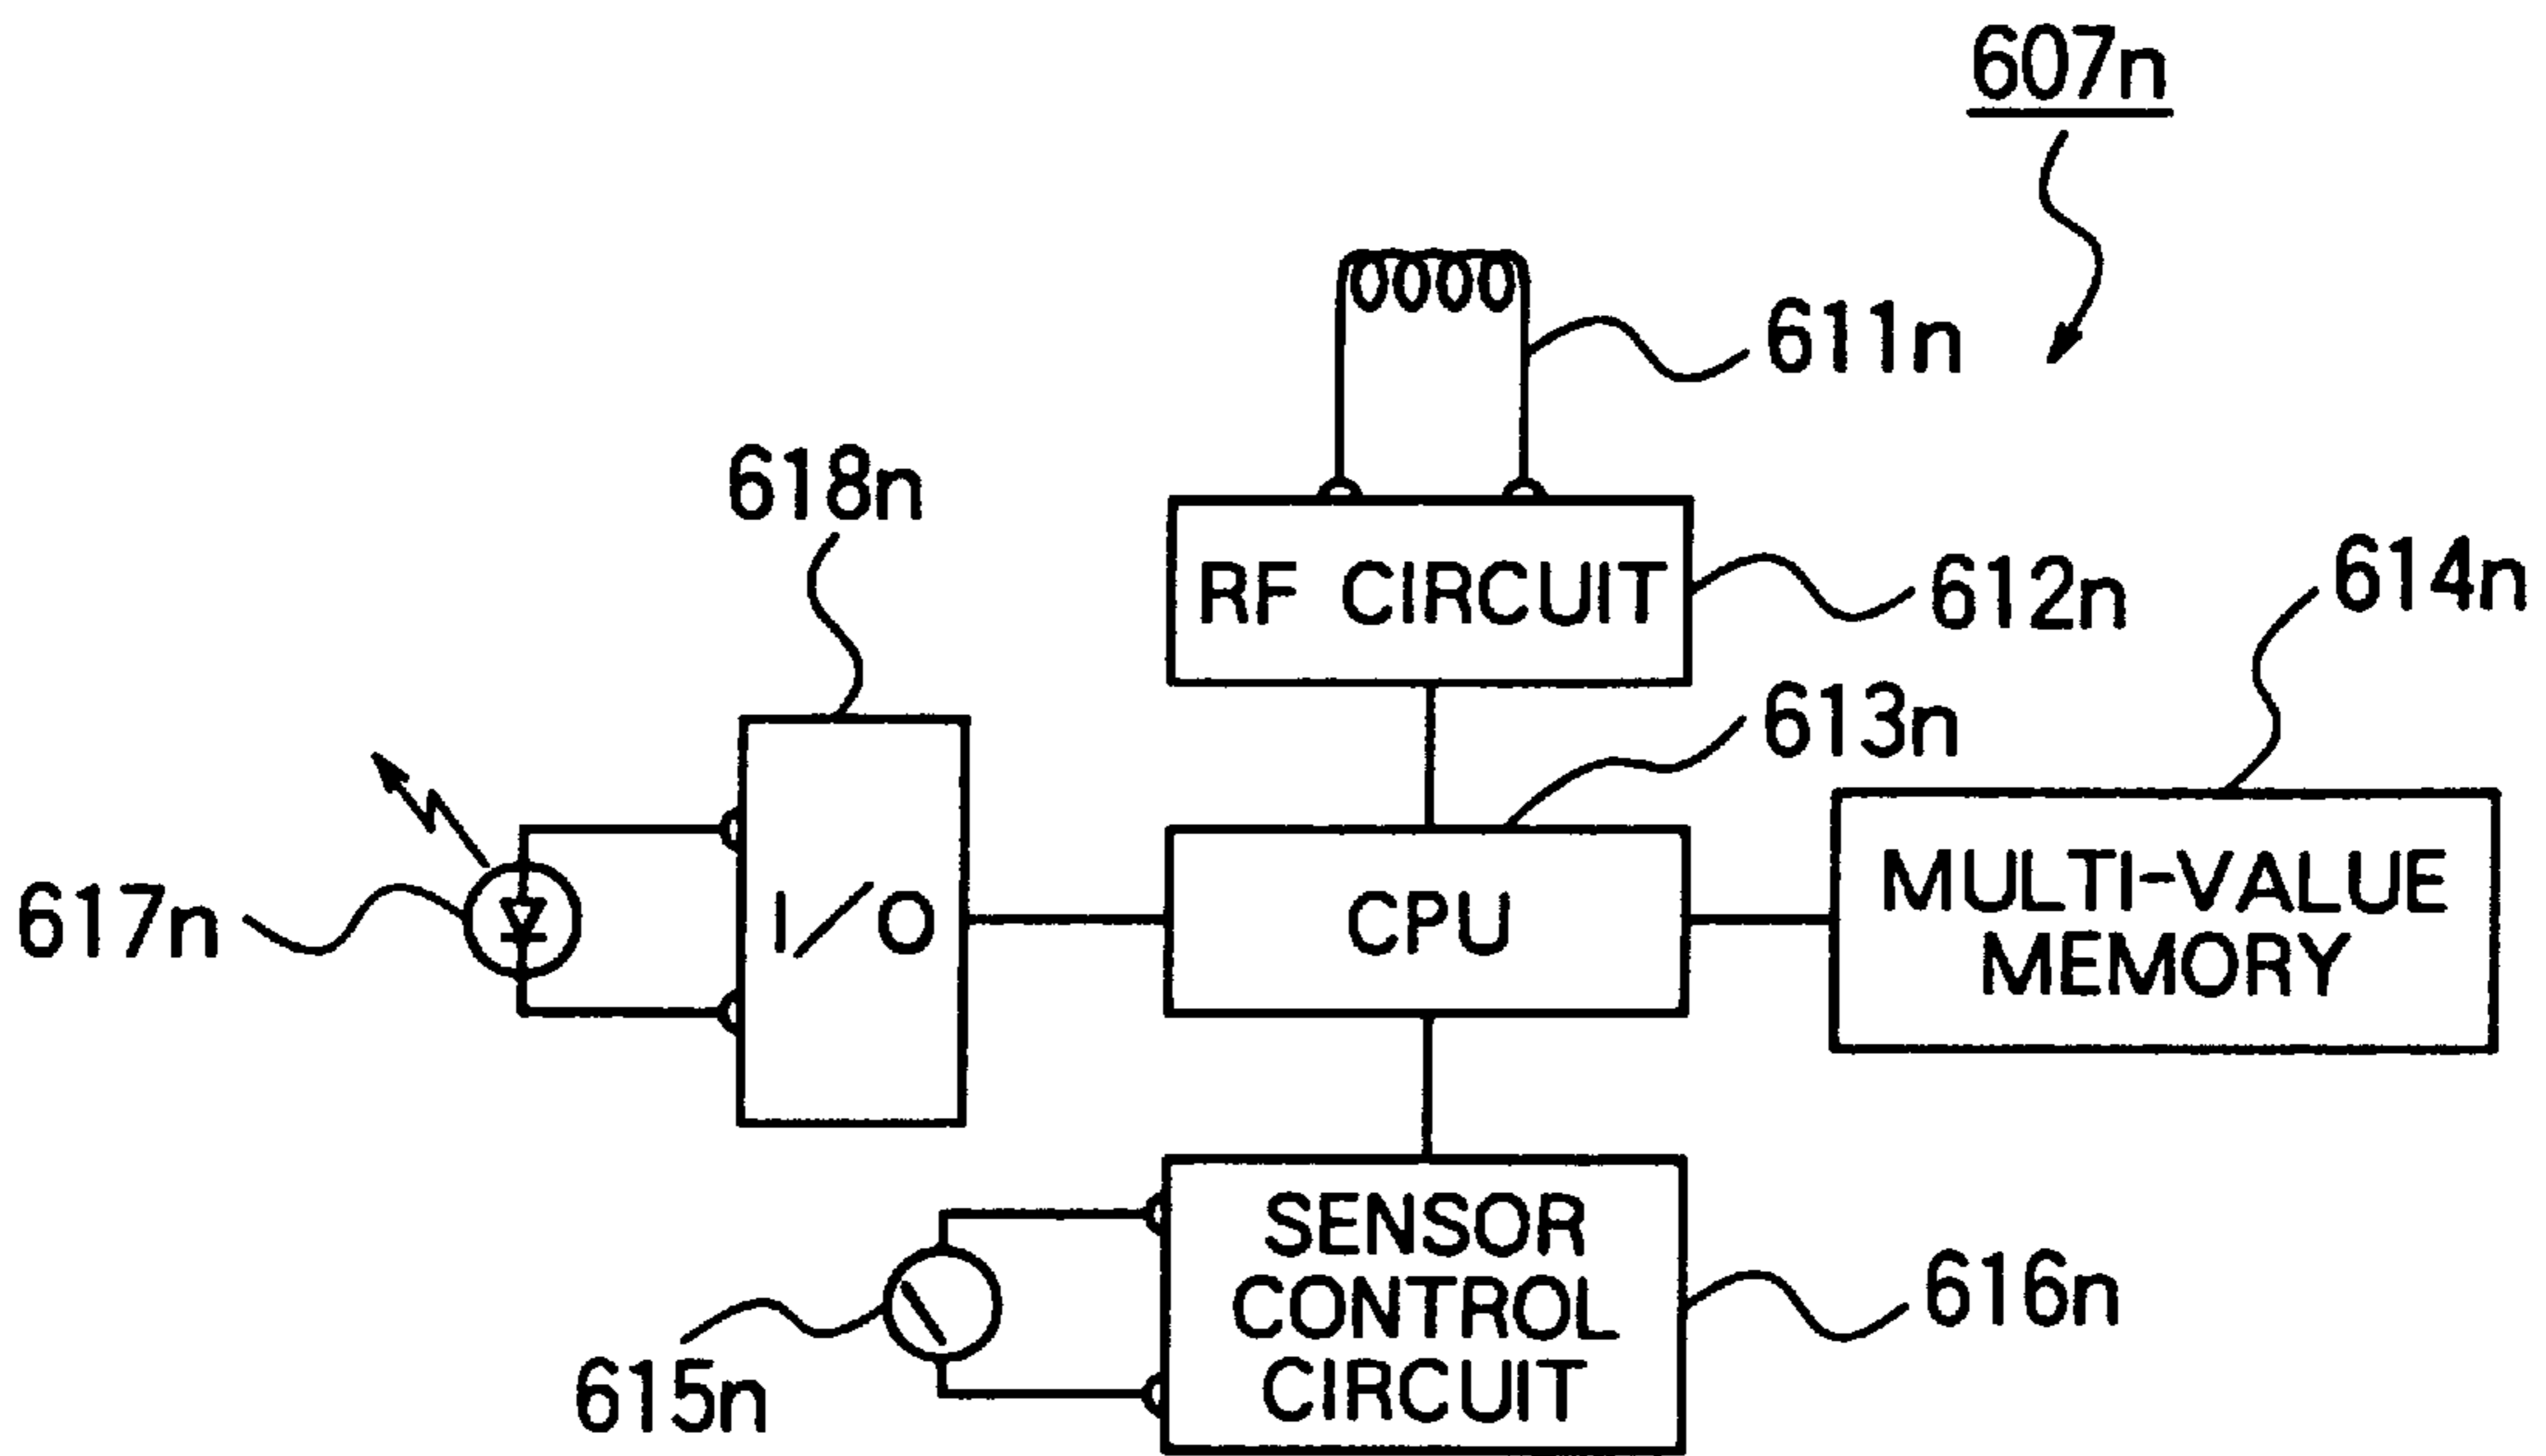 607n
611n
618n
RF CIRCUIT
612n
614n
613n
617n
I/O
CPU
MULTI-VALUE
MEMORY
SENSOR
CONTROL
CIRCUIT
616n
615n